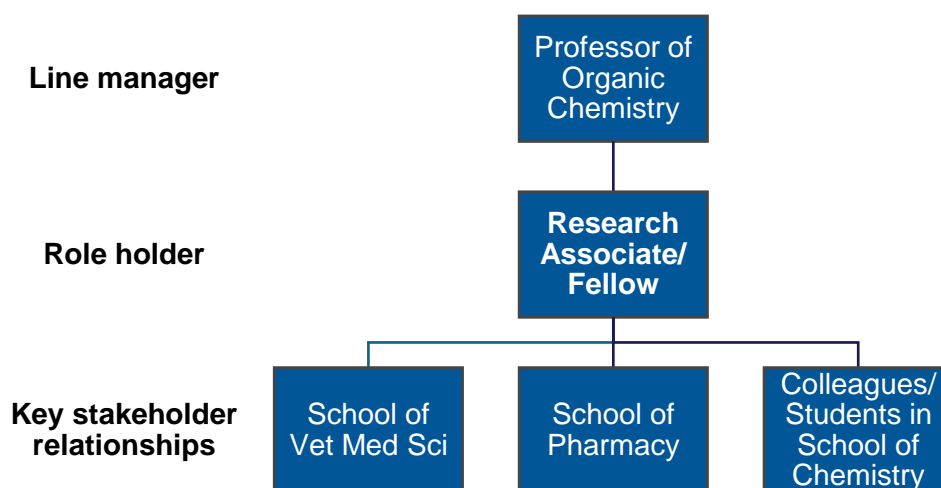 Line manager
Professor of
Organic
Chemistry
Role holder
Research
Associate/
Fellow
Key stakeholder
relationships
School of
Vet Med Sci
School of
Pharmacy
Colleagues/
Students in
School of
Chemistry